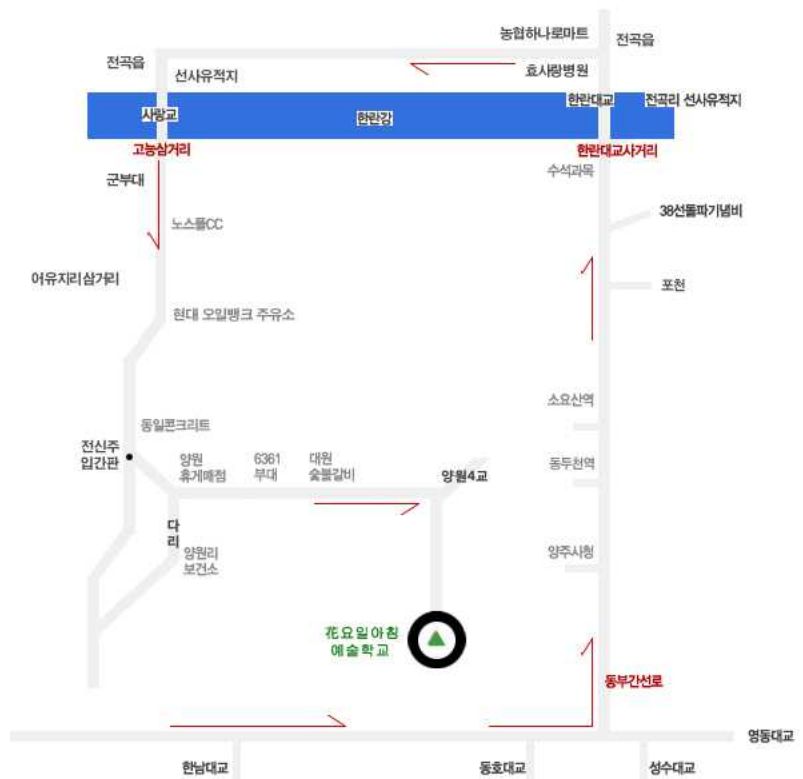 농협하나로마트
전곡읍
전곡읍
선사유적지
효사랑병원
한란대교
전곡리 선사유적지
사랑교
한란강
고능삼거리
한란대교사거리
수석과목
군부대
노스폴CC
38선돌파기념비
어유지리삼거리
포천
현대 오일뱅크 주유소
소요산역
동일콘크리트
전신주
입간판
양원
휴게매점
6361
부대
대원
숯불갈비
양원4교
동두천역
다
리
양원리
보건소
양주시청
花요일아침
예술학교
동부간선로
영동대교
한남대교
동호대교
성수대교